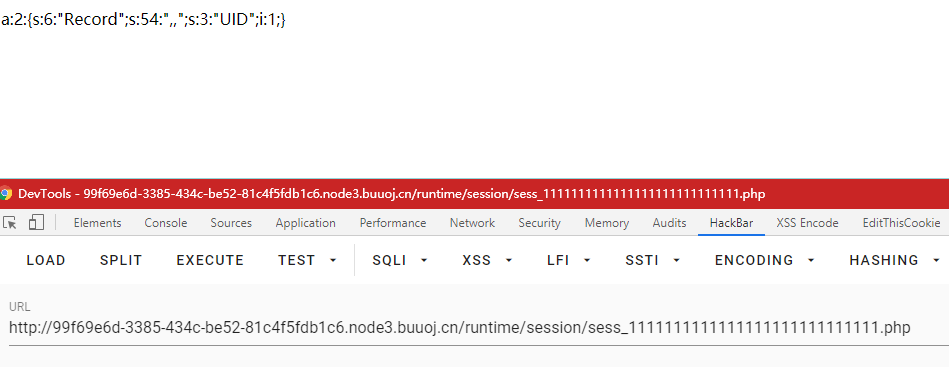 a:2:{s:6:"Record";s:54:",,";s:3:"UID";i:1;}
DevTools - 99f69e6d-3385-434c-be52-81c4f5fdb1c6.node3.buuoj.cn/runtime/session/sess_11111111111111111111111111.php
Elements Console Sources Application Performance Network Security Memory Audits HackBar XSS Encode EditThisCookie
LOAD SPLIT EXECUTE TEST SQLI XSS LFI SSTI ENCODING HASHING
URL
http://99f69e6d-3385-434c-be52-81c4f5fdb1c6.node3.buuoj.cn/runtime/session/sess_11111111111111111111111111.php